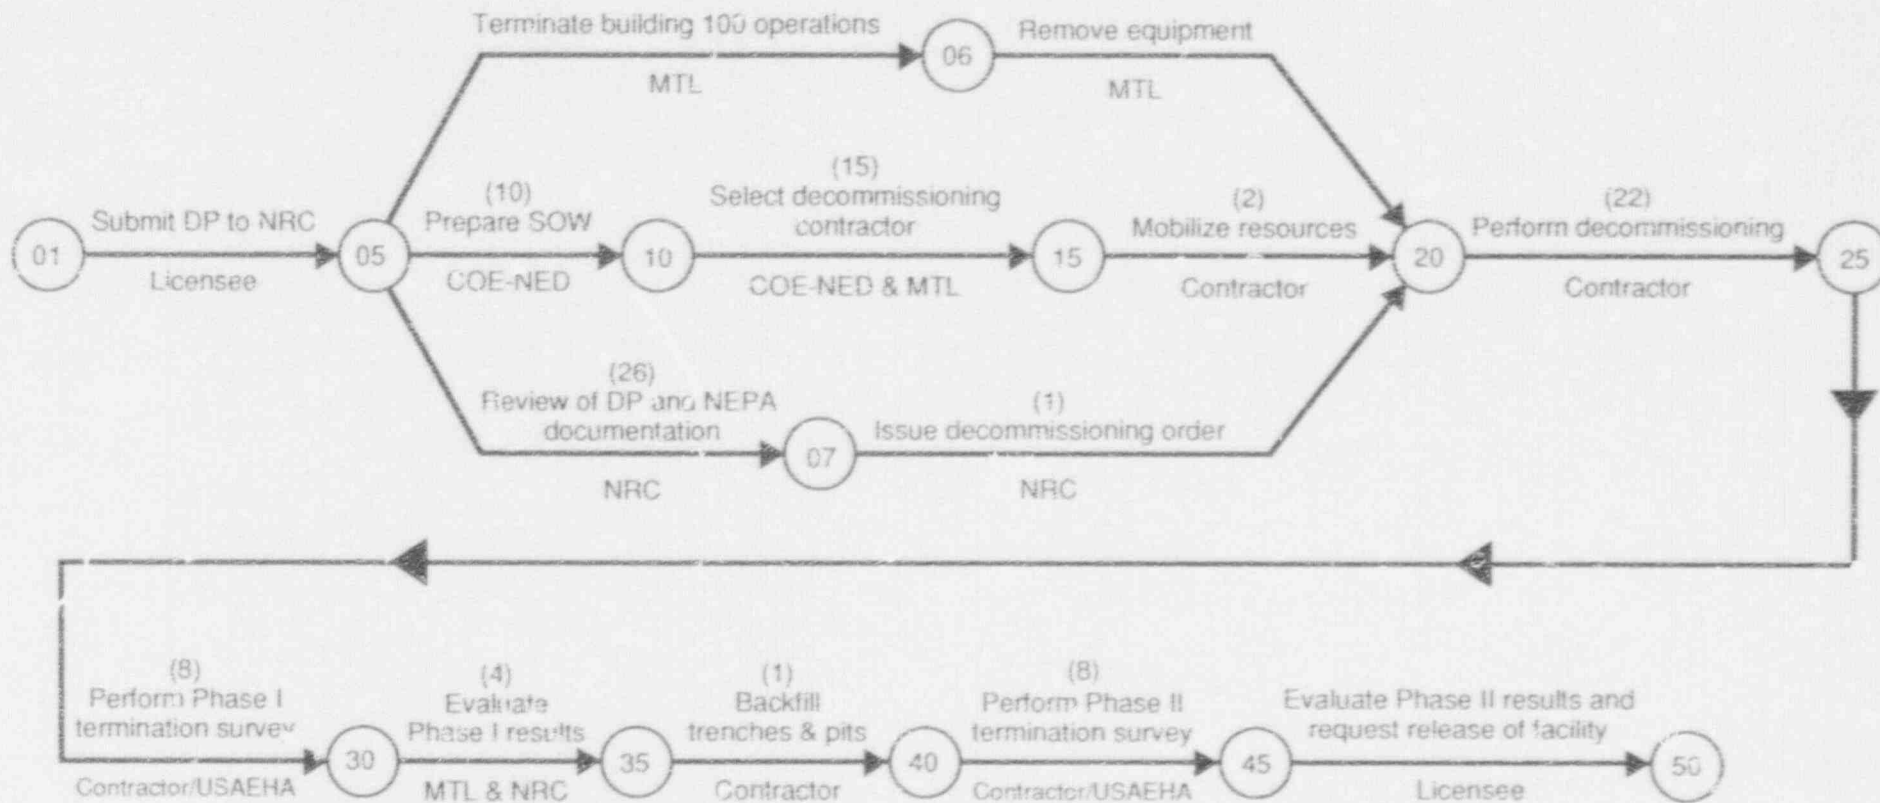 Terminate building 100 operations
MTL
06
Remove equipment
MTL
01
Submit DP to NRC
Licensee
05
(10)
Prepare SOW
COE-NED
10
(15)
Select decommissioning
contractor
COE-NED & MTL
15
(2)
Mobilize resources
Contractor
20
(22)
Perform decommissioning
Contractor
25
(26)
Review of DP and NEPA
documentation
NRC
07
(1)
Issue decommissioning order
NRC
(8)
Perform Phase I
termination survey
Contractor/USAEHA
30
(4)
Evaluate
Phase I results
MTL & NRC
35
(1)
Backfill
trenches & pits
Contractor
40
(8)
Perform Phase II
termination survey
Contractor/USAEHA
45
Evaluate Phase II results and
request release of facility
Licensee
50